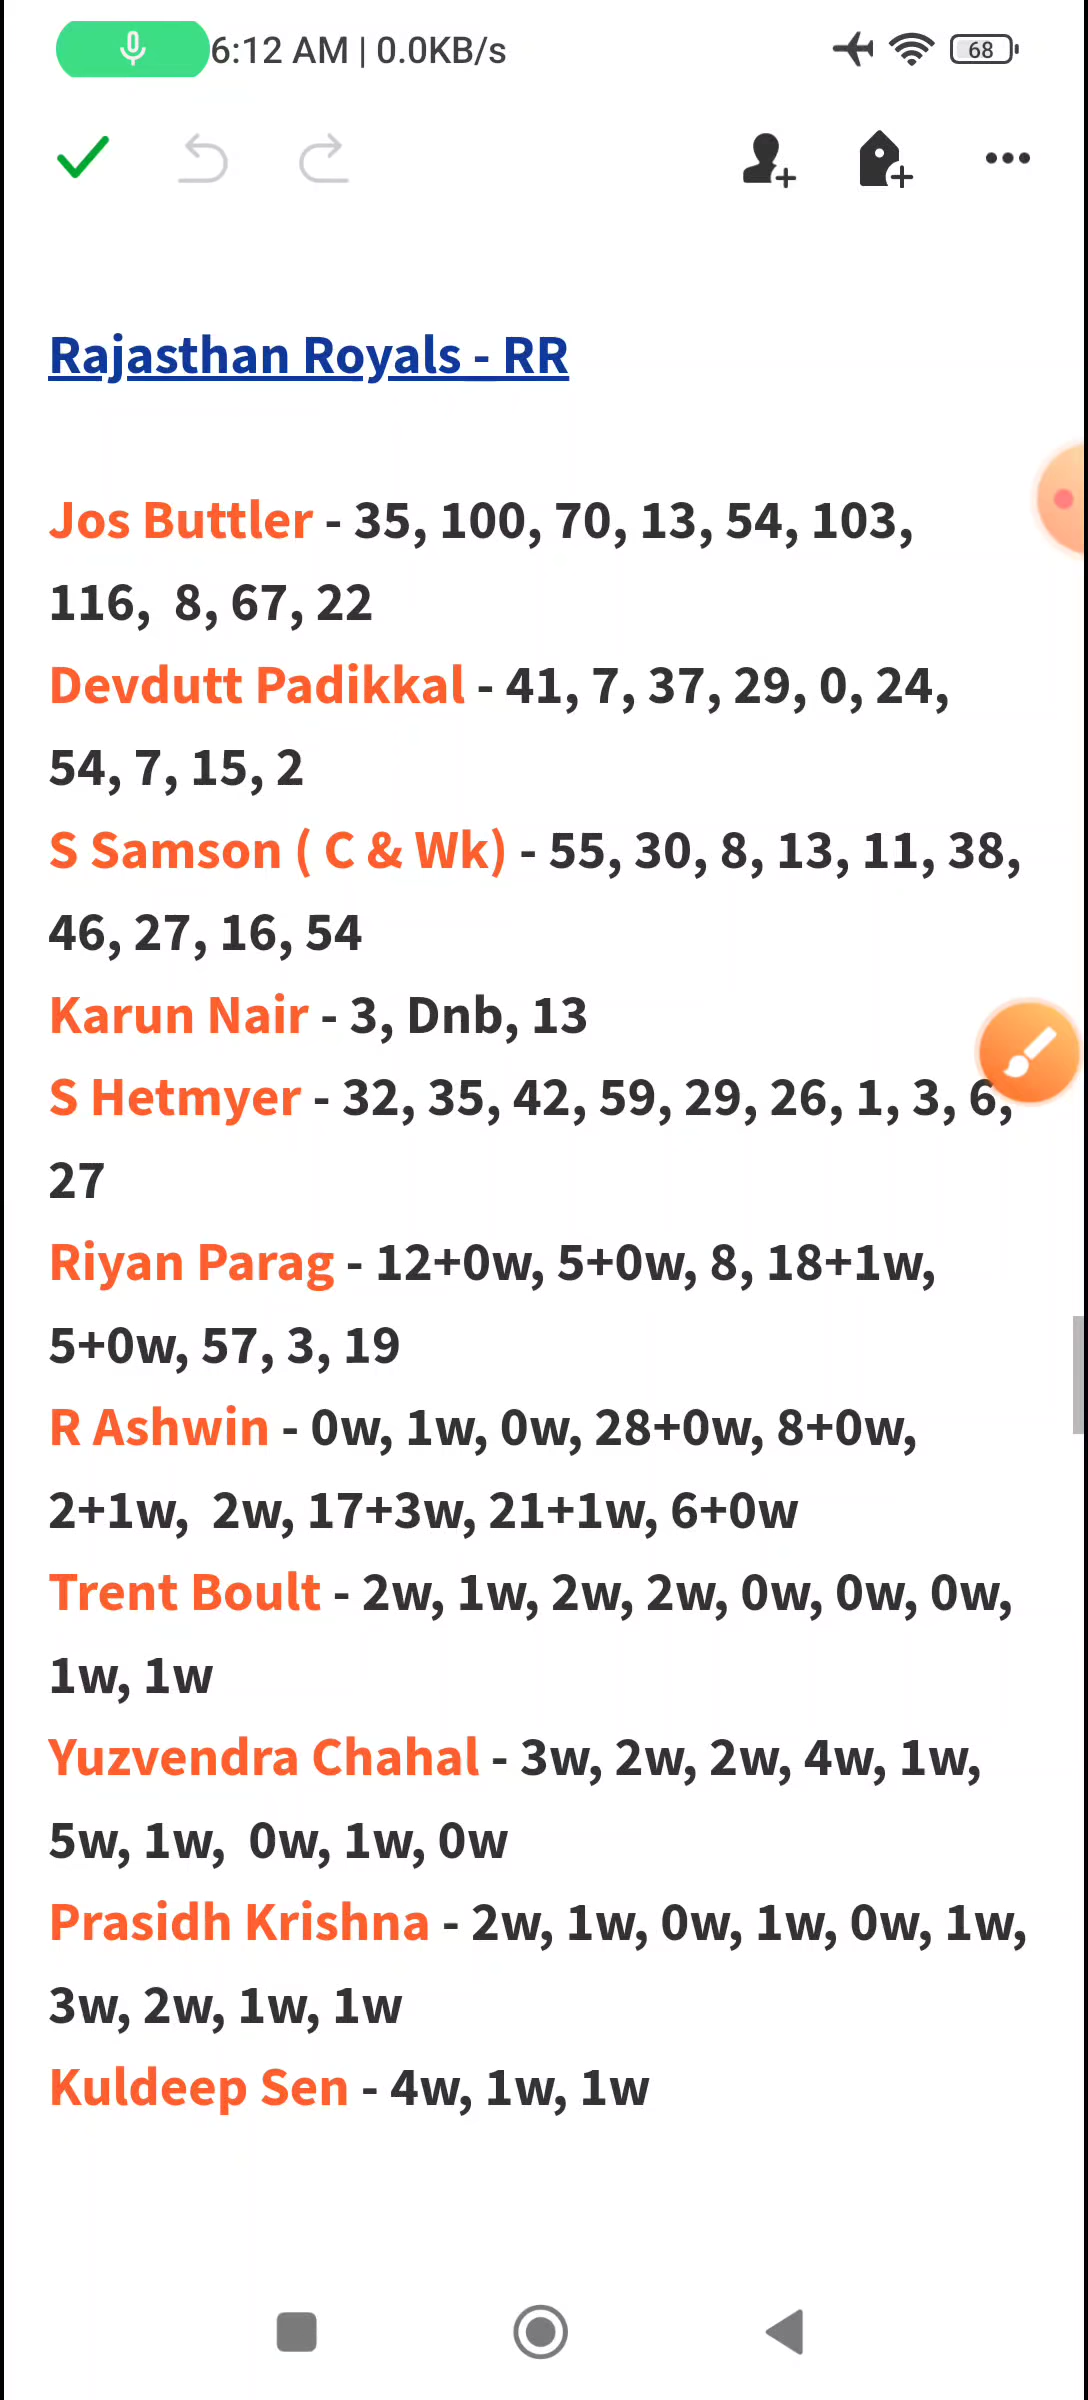 6:12 AM | 0.0KB/s
68
Rajasthan Royals - RR
Jos Buttler - 35, 100, 70, 13, 54, 103,
116,  8, 67, 22
Devdutt Padikkal - 41, 7, 37, 29, 0, 24,
54, 7, 15, 2
S Samson ( C & Wk) - 55, 30, 8, 13, 11, 38,
46, 27, 16, 54
Karun Nair - 3, Dnb, 13
S Hetmyer - 32, 35, 42, 59, 29, 26, 1, 3, 6,
27
Riyan Parag - 12+0w, 5+0w, 8, 18+1w,
5+0w, 57, 3, 19
R Ashwin - 0w, 1w, 0w, 28+0w, 8+0w,
2+1w,  2w, 17+3w, 21+1w, 6+0w
Trent Boult - 2w, 1w, 2w, 2w, 0w, 0w, 0w,
1w, 1w
Yuzvendra Chahal - 3w, 2w, 2w, 4w, 1w,
5w, 1w,  0w, 1w, 0w
Prasidh Krishna - 2w, 1w, 0w, 1w, 0w, 1w,
3w, 2w, 1w, 1w
Kuldeep Sen - 4w, 1w, 1w